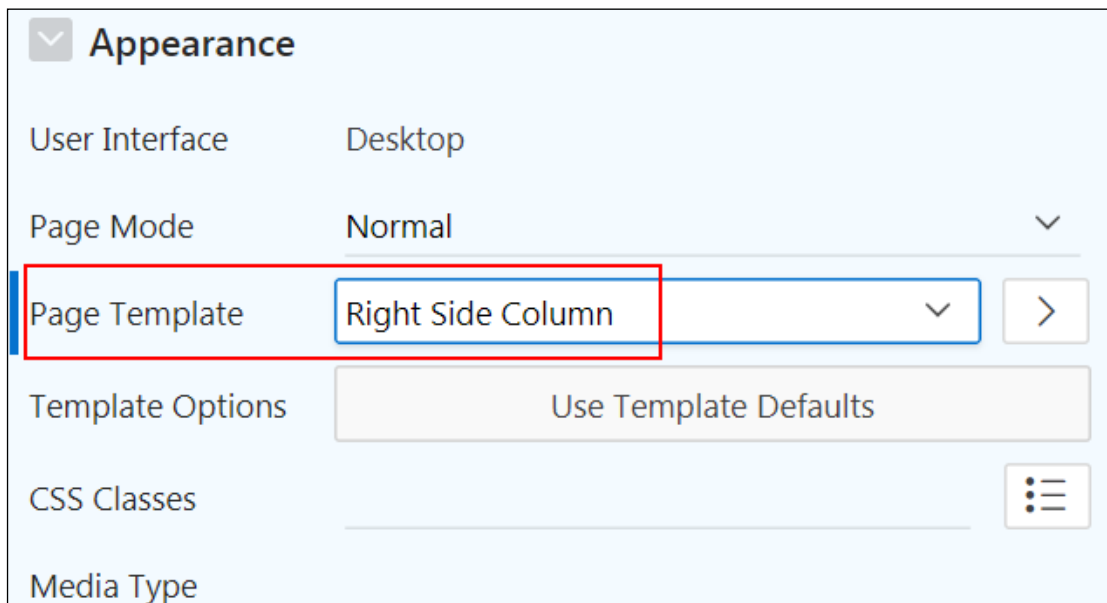 Appearance
User Interface Desktop
Page Mode Normal
Page Template Right Side Column
Template Options Use Template Defaults
CSS Classes
Media Type